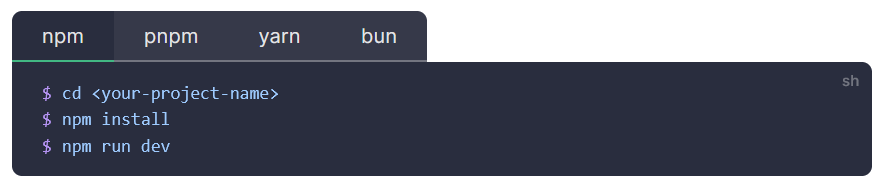 npm pnpm yarn bun
sh
$ cd <your-project-name>
$ npm install
$ npm run dev